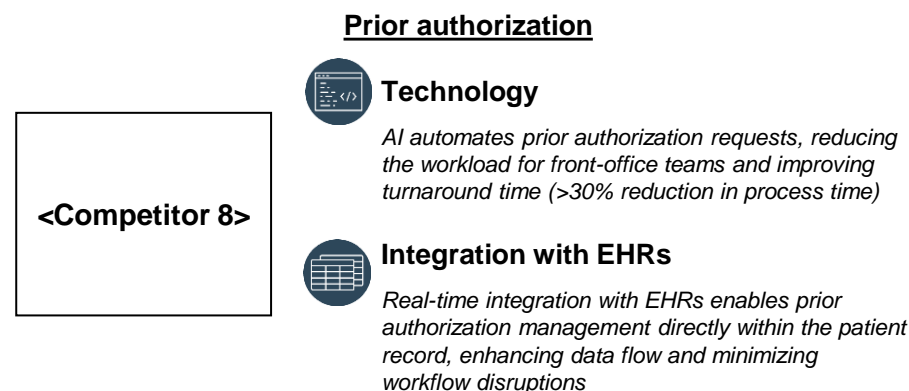 Prior authorization
Technology
AI automates prior authorization requests, reducing
the workload for front-office teams and improving
turnaround time (>30% reduction in process time)
<Competitor 8>
Integration with EHRs
Real-time integration with EHRs enables prior
authorization management directly within the patient
record, enhancing data flow and minimizing
workflow disruptions